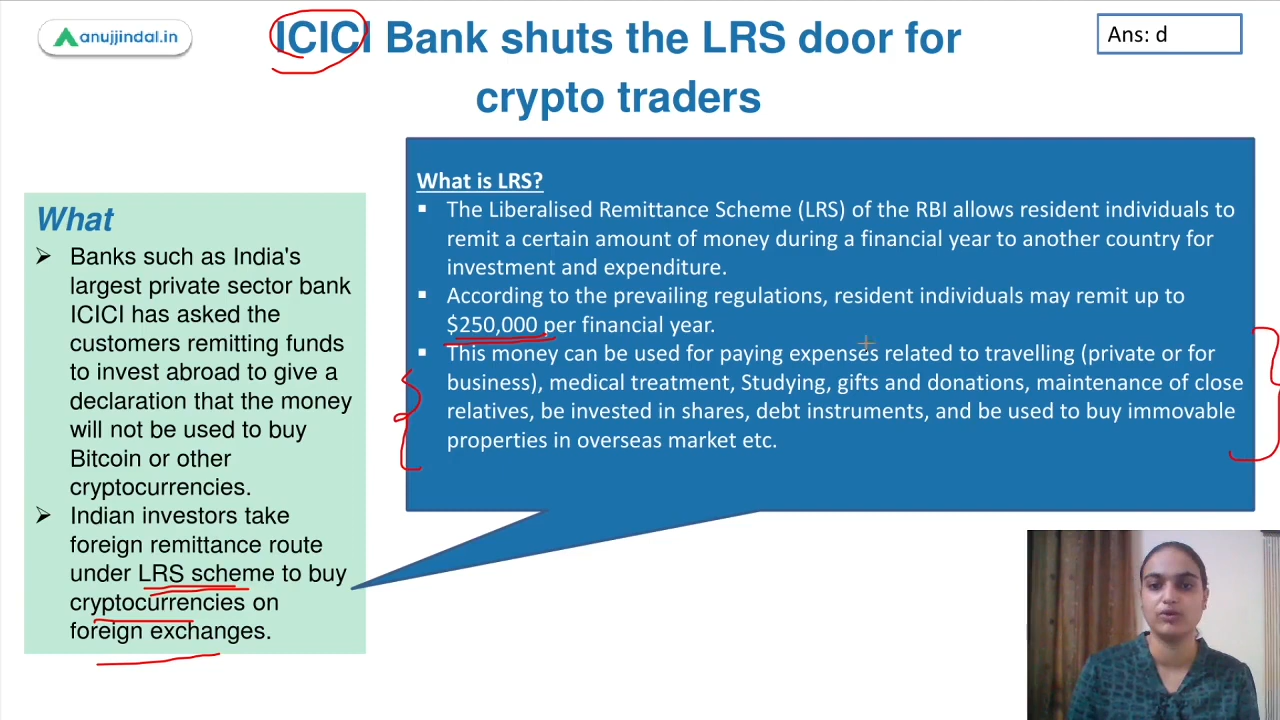 anujjindal.in
ICICI Bank shuts the LRS door for
crypto traders
Ans: d
What
➢ Banks such as India's
largest private sector bank
ICICI has asked the
customers remitting funds
to invest abroad to give a
declaration that the money
will not be used to buy
Bitcoin or other
cryptocurrencies.
➢ Indian investors take
foreign remittance route
under LRS scheme to buy
cryptocurrencies on
foreign exchanges.
What is LRS?
▪ The Liberalised Remittance Scheme (LRS) of the RBI allows resident individuals to
remit a certain amount of money during a financial year to another country for
investment and expenditure.
▪ According to the prevailing regulations, resident individuals may remit up to
$250,000 per financial year.
▪ This money can be used for paying expenses related to travelling (private or for
business), medical treatment, Studying, gifts and donations, maintenance of close
relatives, be invested in shares, debt instruments, and be used to buy immovable
properties in overseas market etc.